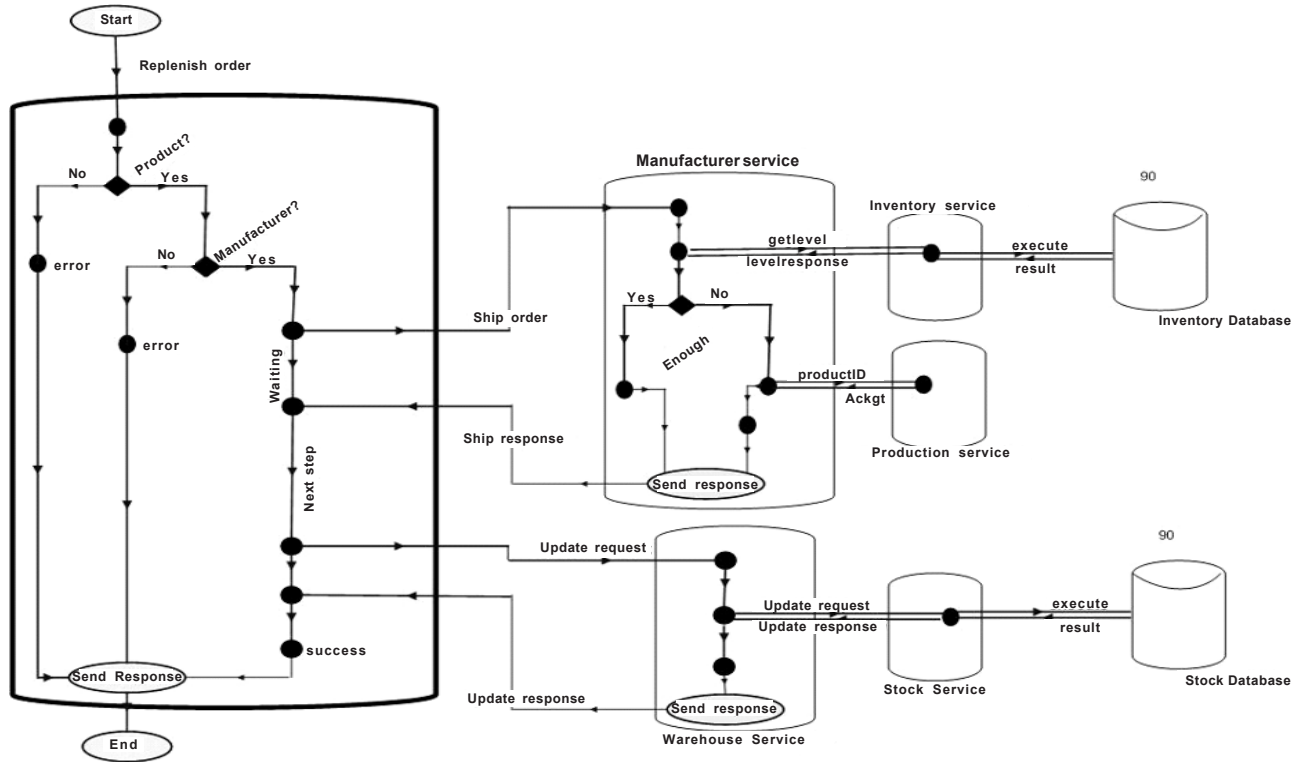 Start
Replenish order
Product?
No
Yes
Manufacturer?
No
Yes
error
error
Waiting
Next step
success
Send Response
End
Ship order
Ship response
Update request
Update response
Manufacturer service
getlevel
levelresponse
Yes
No
Enough
productID
Ackgt
Send response
Inventory service
execute
result
90
Inventory Database
Production service
Update request
Update response
Send response
Warehouse Service
Stock Service
execute
result
90
Stock Database